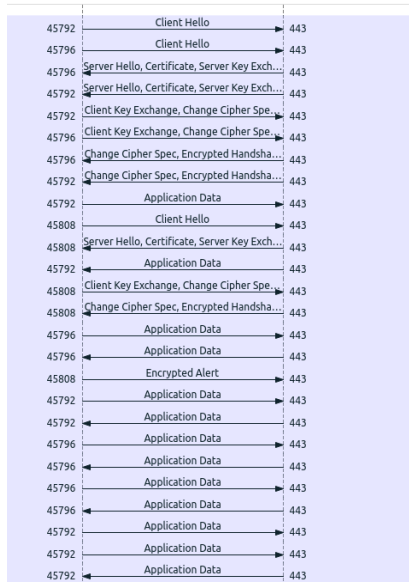 Client Hello
45792 443
Client Hello
45796 443
Server Hello, Certificate, Server Key Exch...
45796 443
Server Hello, Certificate, Server Key Exch...
45792 443
Client Key Exchange, Change Cipher Spe...
45792 443
Client Key Exchange, Change Cipher Spe...
45796 443
Change Cipher Spec, Encrypted Handsha...
45796 443
Change Cipher Spec, Encrypted Handsha...
45792 443
Application Data
45792 443
Client Hello
45808 443
Server Hello, Certificate, Server Key Exch...
45808 443
Application Data
45792 443
Client Key Exchange, Change Cipher Spe...
45808 443
Change Cipher Spec, Encrypted Handsha...
45808 443
Application Data
45796 443
Application Data
45796 443
Encrypted Alert
45808 443
Application Data
45792 443
Application Data
45792 443
Application Data
45796 443
Application Data
45796 443
Application Data
45796 443
Application Data
45796 443
Application Data
45792 443
Application Data
45792 443
Application Data
45792 443